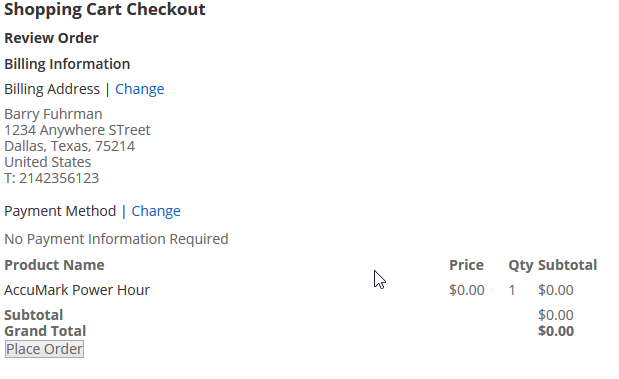 Shopping Cart Checkout
Review Order
Billing Information
Billing Address | Change
Barry Fuhrman
1234 Anywhere STreet
Dallas, Texas, 75214
United States
T: 2142356123
Payment Method | Change
No Payment Information Required
Product Name Price Qty Subtotal
AccuMark Power Hour $0.00 1 $0.00
Subtotal $0.00
Grand Total $0.00
Place Order